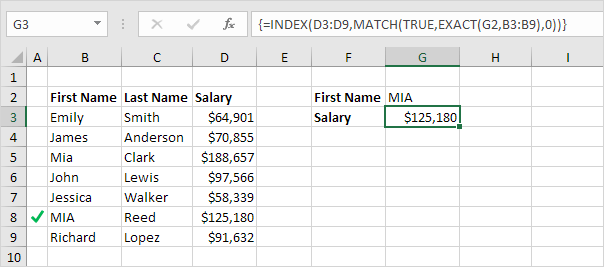 G3 fx {=INDEX(D3:D9,MATCH(TRUE,EXACT(G2,B3:B9),0))}
A B C D E F G H I
1
2 First Name Last Name Salary First Name MIA
3 Emily Smith $64,901 Salary $125,180
4 James Anderson $70,855
5 Mia Clark $188,657
6 John Lewis $97,566
7 Jessica Walker $58,339
8 MIA Reed $125,180
9 Richard Lopez $91,632
10